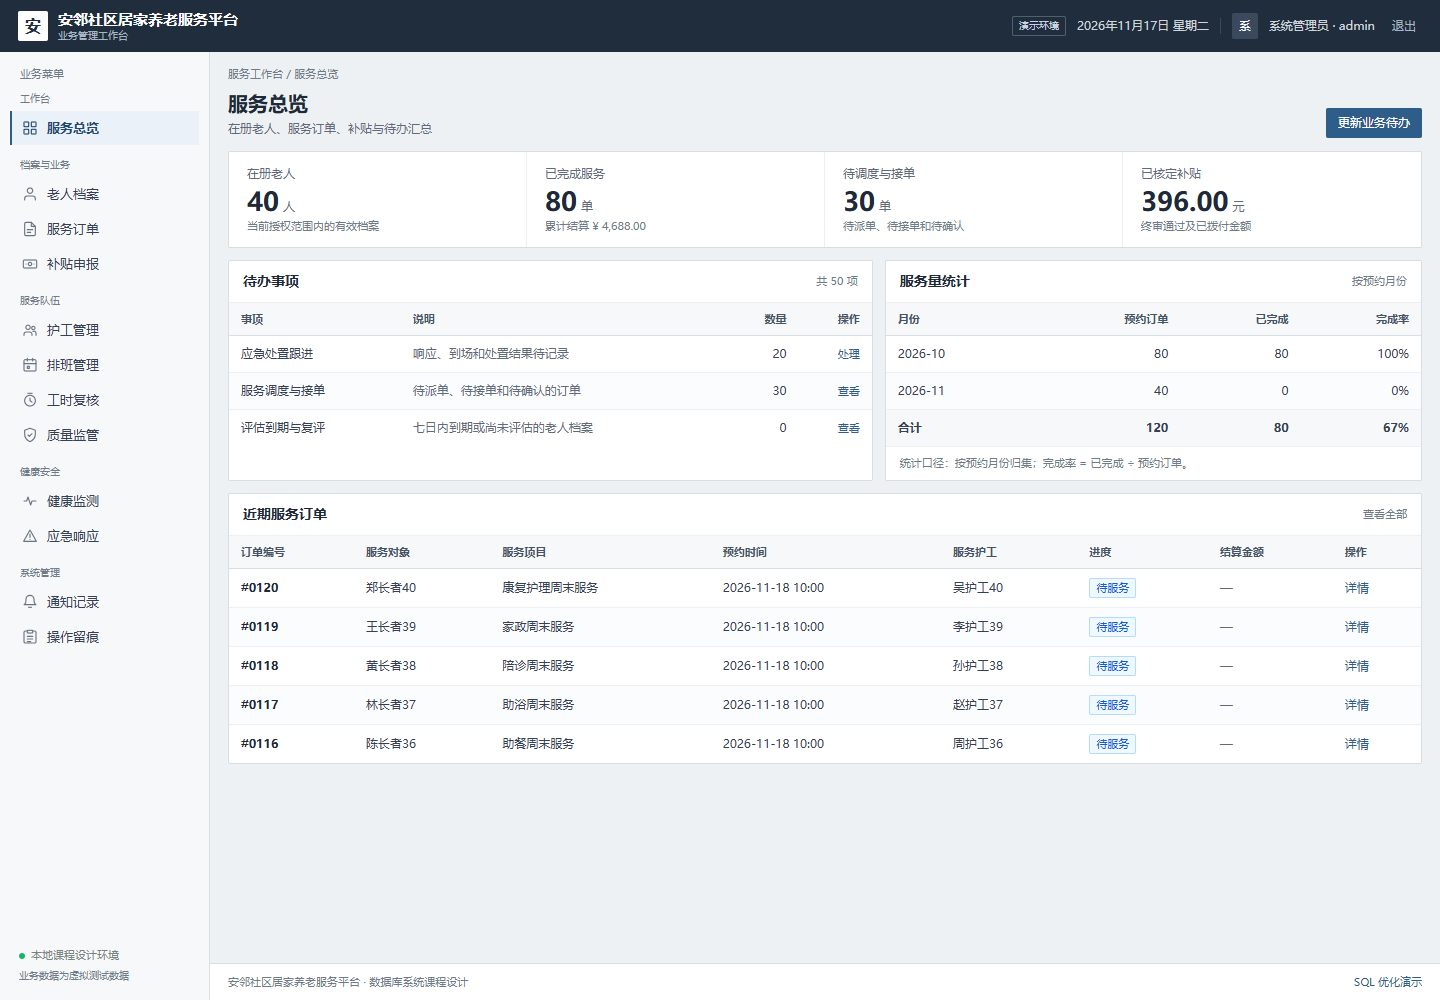 安
安邻社区居家养老服务平台
业务管理工作台
演示环境 2026年11月17日 星期二 系 系统管理员 · admin 退出
业务菜单
工作台
服务总览
档案与业务
老人档案
服务订单
补贴申报
服务队伍
护工管理
排班管理
工时复核
质量监管
健康安全
健康监测
应急响应
系统管理
通知记录
操作留痕
本地课程设计环境
业务数据为虚拟测试数据
服务工作台 / 服务总览
服务总览
在册老人、服务订单、补贴与待办汇总
更新业务待办
在册老人
40 人
当前授权范围内的有效档案
已完成服务
80 单
累计结算 ¥ 4,688.00
待调度与接单
30 单
待派单、待接单和待确认
已核定补贴
396.00 元
终审通过及已拨付金额
待办事项 共 50 项
事项 说明 数量 操作
应急处置跟进 响应、到场和处置结果待记录 20 处理
服务调度与接单 待派单、待接单和待确认的订单 30 查看
评估到期与复评 七日内到期或尚未评估的老人档案 0 查看
服务量统计 按预约月份
月份 预约订单 已完成 完成率
2026-10 80 80 100%
2026-11 40 0 0%
合计 120 80 67%
统计口径：按预约月份归集；完成率 = 已完成 ÷ 预约订单。
近期服务订单 查看全部
订单编号 服务对象 服务项目 预约时间 服务护工 进度 结算金额 操作
#0120 郑长者40 康复护理周末服务 2026-11-18 10:00 吴护工40 待服务 — 详情
#0119 王长者39 家政周末服务 2026-11-18 10:00 李护工39 待服务 — 详情
#0118 黄长者38 陪诊周末服务 2026-11-18 10:00 孙护工38 待服务 — 详情
#0117 林长者37 助浴周末服务 2026-11-18 10:00 赵护工37 待服务 — 详情
#0116 陈长者36 助餐周末服务 2026-11-18 10:00 周护工36 待服务 — 详情
安邻社区居家养老服务平台 · 数据库系统课程设计 SQL 优化演示